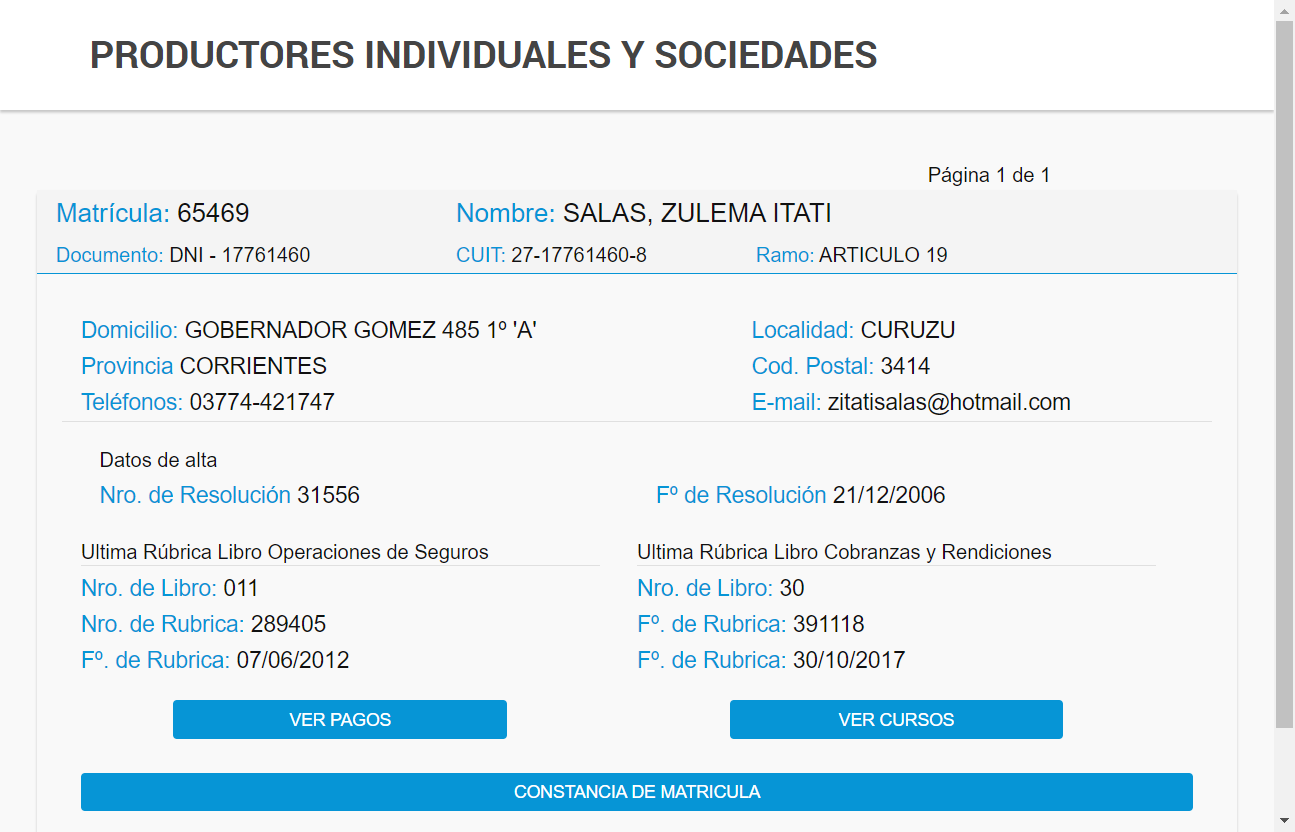 PRODUCTORES INDIVIDUALES Y SOCIEDADES
Página 1 de 1
Matrícula: 65469 Nombre: SALAS, ZULEMA ITATI
Documento: DNI - 17761460 CUIT: 27-17761460-8 Ramo: ARTICULO 19
Domicilio: GOBERNADOR GOMEZ 485 1º 'A' Localidad: CURUZU
Provincia CORRIENTES Cod. Postal: 3414
Teléfonos: 03774-421747 E-mail: zitatisalas@hotmail.com
Datos de alta
Nro. de Resolución 31556 Fº de Resolución 21/12/2006
Ultima Rúbrica Libro Operaciones de Seguros Ultima Rúbrica Libro Cobranzas y Rendiciones
Nro. de Libro: 011 Nro. de Libro: 30
Nro. de Rubrica: 289405 Fº. de Rubrica: 391118
Fº. de Rubrica: 07/06/2012 Fº. de Rubrica: 30/10/2017
VER PAGOS VER CURSOS
CONSTANCIA DE MATRICULA